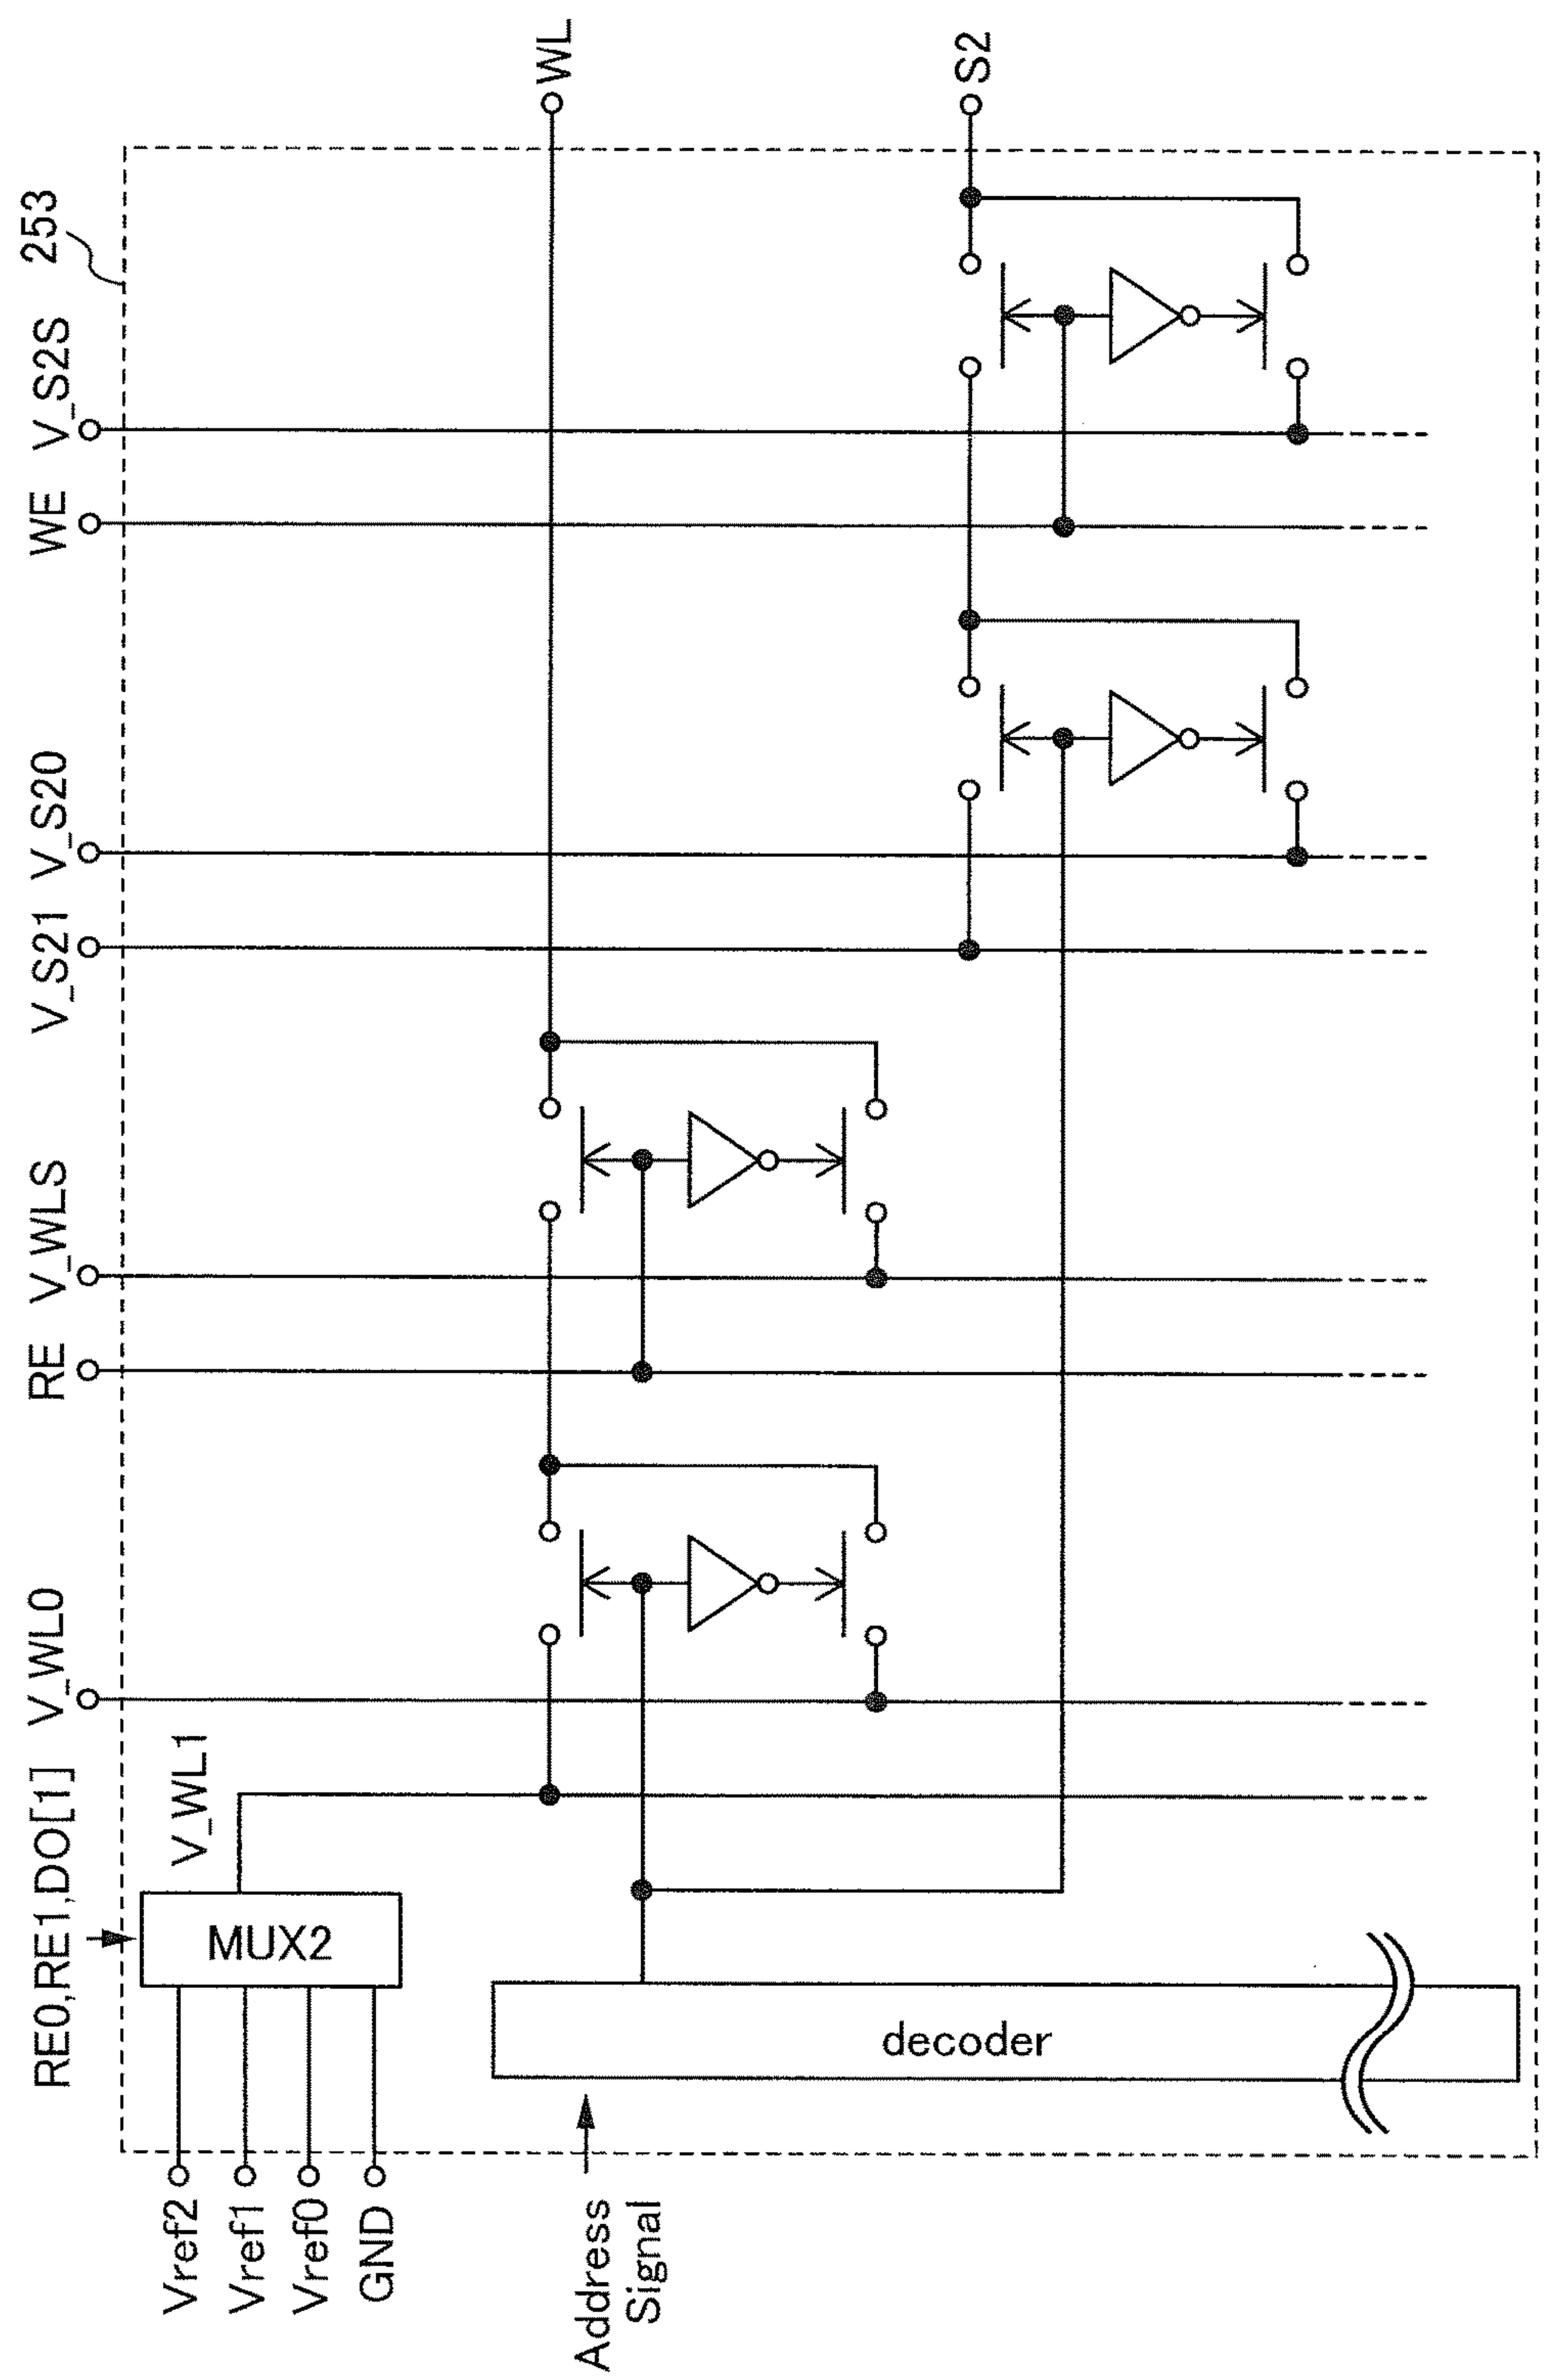 RE0,RE1,DO[1]
V_WL0
RE
V_WLS
V_S21
V_S20
WE
V_S2S
253
V_WL1
MUX2
Vref2
Vref1
Vref0
GND
WL
S2
decoder
Address
Signal